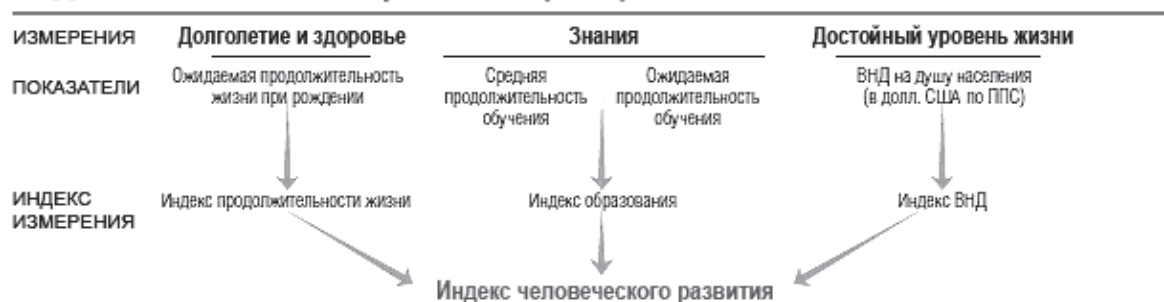 ИЗМЕРЕНИЯ Долголетие и здоровье Знания Достойный уровень жизни
ПОКАЗАТЕЛИ
Ожидаемая продолжительность
жизни при рождении
Средняя
продолжительность
обучения
Ожидаемая
продолжительность
обучения
ВНД на душу населения
(в долл. США по ППС)
ИНДЕКС
ИЗМЕРЕНИЯ
Индекс продолжительности жизни
Индекс образования
Индекс ВНД
Индекс человеческого развития